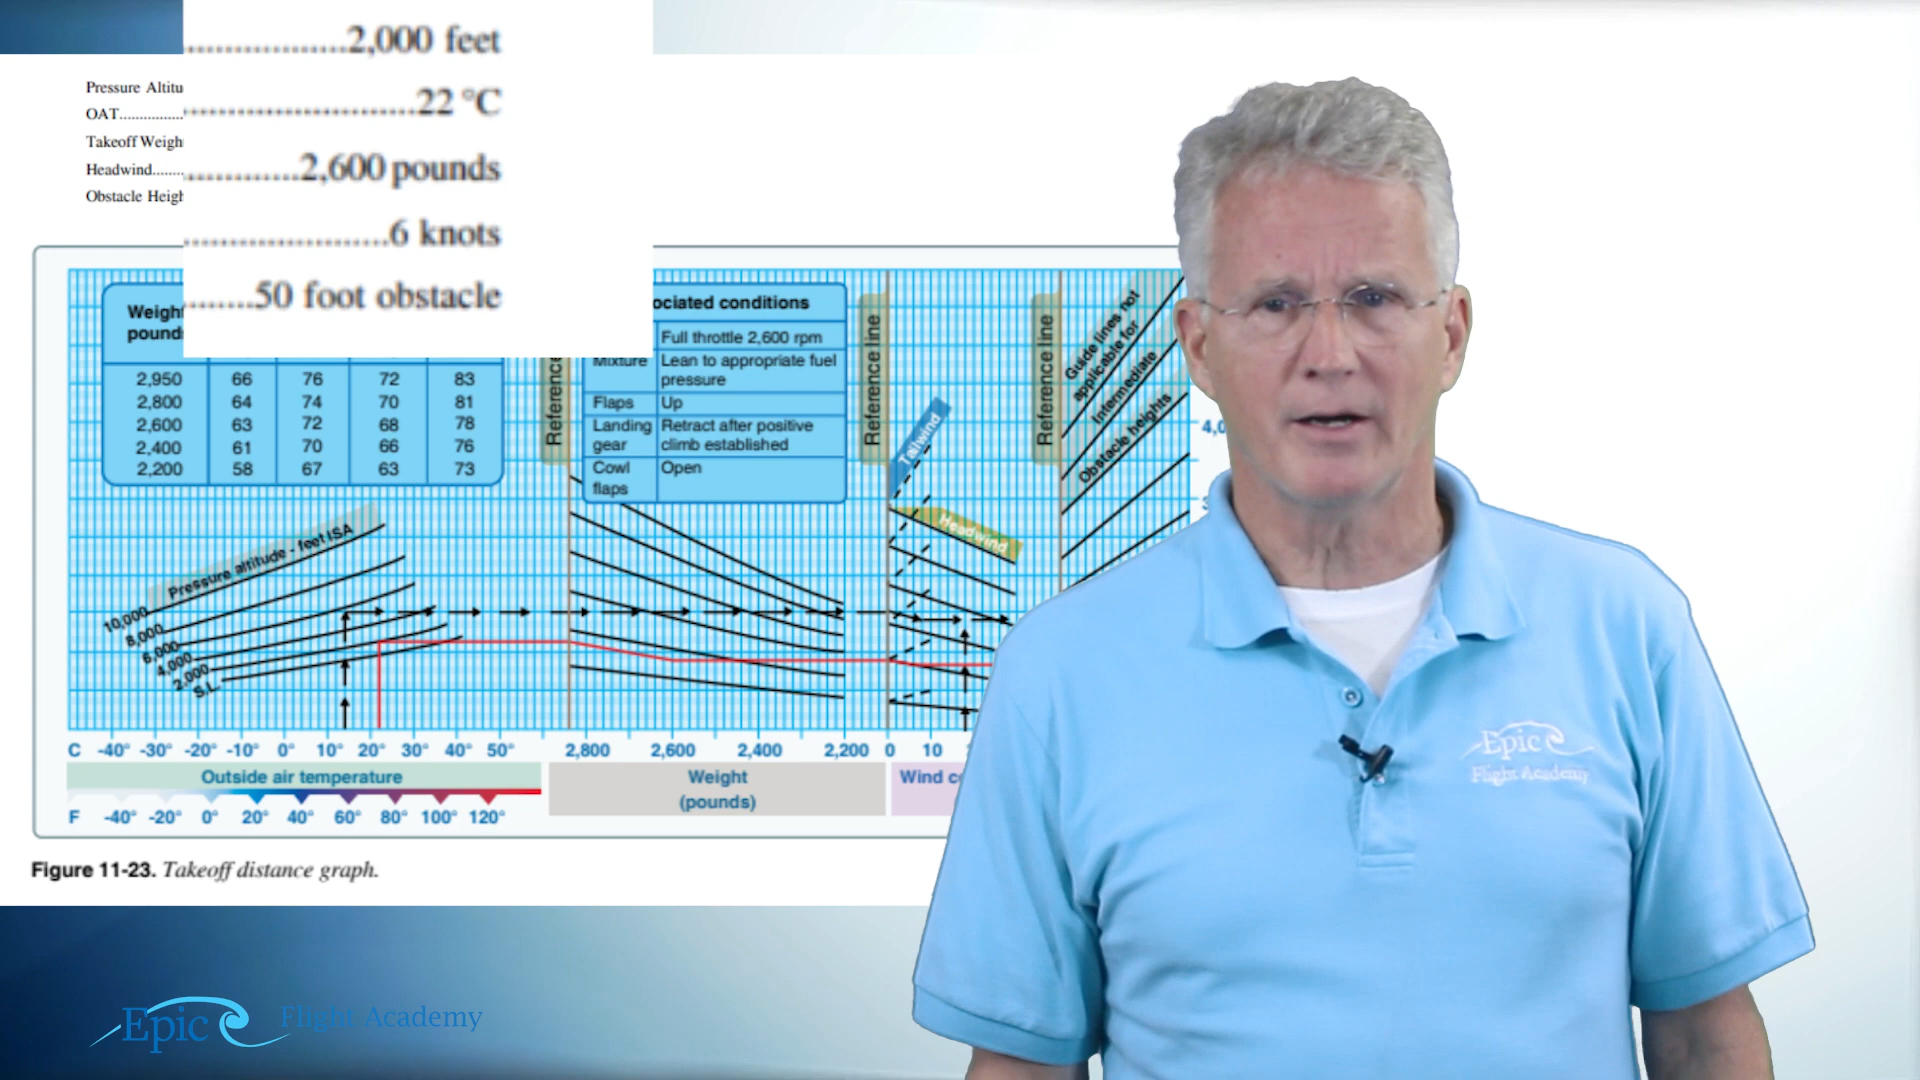 2,000 feet
Pressure Altitu
OAT..................22 °C
Takeoff Weigh 2,600 pounds
Headwind..................6 knots
Obstacle Heigh 50 foot obstacle
Weigh
pound
2,950 66 76 72 83
2,800 64 74 70 81
2,600 63 72 68 78
2,400 61 70 66 76
2,200 58 67 63 73
Reference
ociated conditions
Full throttle 2,600 rpm
Mixture Lean to appropriate fuel
pressure
Flaps Up
Landing Retract after positive
gear climb established
Cowl Open
flaps
Reference line
Tailwind
Headwind
Reference line
Guide lines not
applicable for
Intermediate
Obstacle heights
4,0
Pressure altitude - feet ISA
10,000
8,000
6,000
4,000
2,000
S.L.
C -40° -30° -20° -10° 0° 10° 20° 30° 40° 50° 2,800 2,600 2,400 2,200 0 10
Outside air temperature
F -40° -20° 0° 20° 40° 60° 80° 100° 120°
Weight
(pounds)
Wind c
Figure 11-23. Takeoff distance graph.
Epic
Flight Academy
Epic Flight Academy